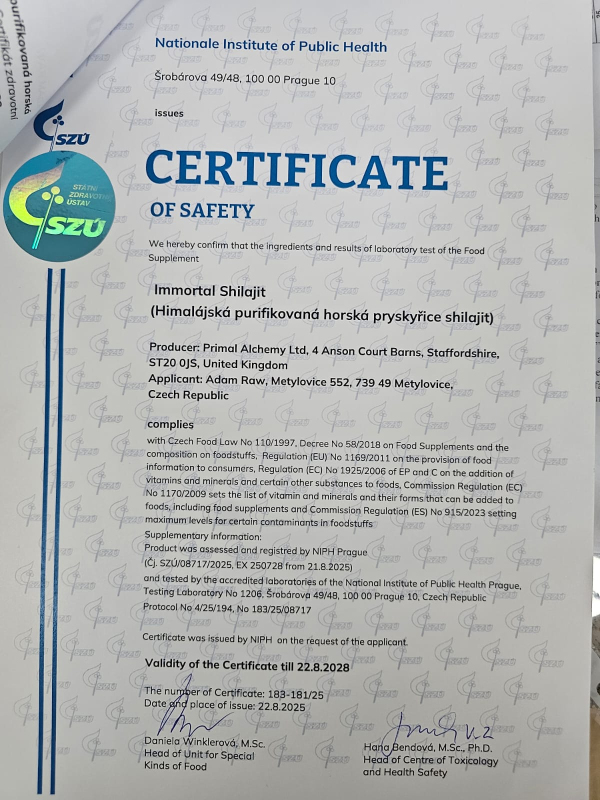 purifikovaná horská
Certifikát zdravotní
SZÚ
STÁTNÍ
ZDRAVOTNÍ
ÚSTAV
SZÚ
Nationale Institute of Public Health
Šrobárova 49/48, 100 00 Prague 10
issues
CERTIFICATE
OF SAFETY
We hereby confirm that the ingredients and results of laboratory test of the Food
Supplement
Immortal Shilajit
(Himalájská purifikovaná horská pryskyřice shilajit)
Producer: Primal Alchemy Ltd, 4 Anson Court Barns, Staffordshire,
ST20 0JS, United Kingdom
Applicant: Adam Raw, Metylovice 552, 739 49 Metylovice,
Czech Republic
complies
with Czech Food Law No 110/1997, Decree No 58/2018 on Food Supplements and the
composition on foodstuffs, Regulation (EU) No 1169/2011 on the provision of food
information to consumers, Regulation (EC) No 1925/2006 of EP and C on the addition of
vitamins and minerals and certain other substances to foods, Commission Regulation (EC)
No 1170/2009 sets the list of vitamin and minerals and their forms that can be added to
foods, including food supplements and Commission Regulation (ES) No 915/2023 setting
maximum levels for certain contaminants in foodstuffs
Supplementary information:
Product was assessed and registred by NIPH Prague
(Čj. SZÚ/08717/2025, EX 250728 from 21.8.2025)
and tested by the accredited laboratories of the National Institute of Public Health Prague,
Testing Laboratory No 1206, Šrobárova 49/48, 100 00 Prague 10, Czech Republic
Protocol No 4/25/194, No 183/25/08717
Certificate was issued by NIPH on the request of the applicant.
Validity of the Certificate till 22.8.2028
The number of Certificate: 183-181/25
Date and place of issue: 22.8.2025
Daniela Winklerová, M.Sc.
Head of Unit for Special
Kinds of Food
v.z.
Hana Bendová, M.Sc., Ph.D.
Head of Centre of Toxicology
and Health Safety